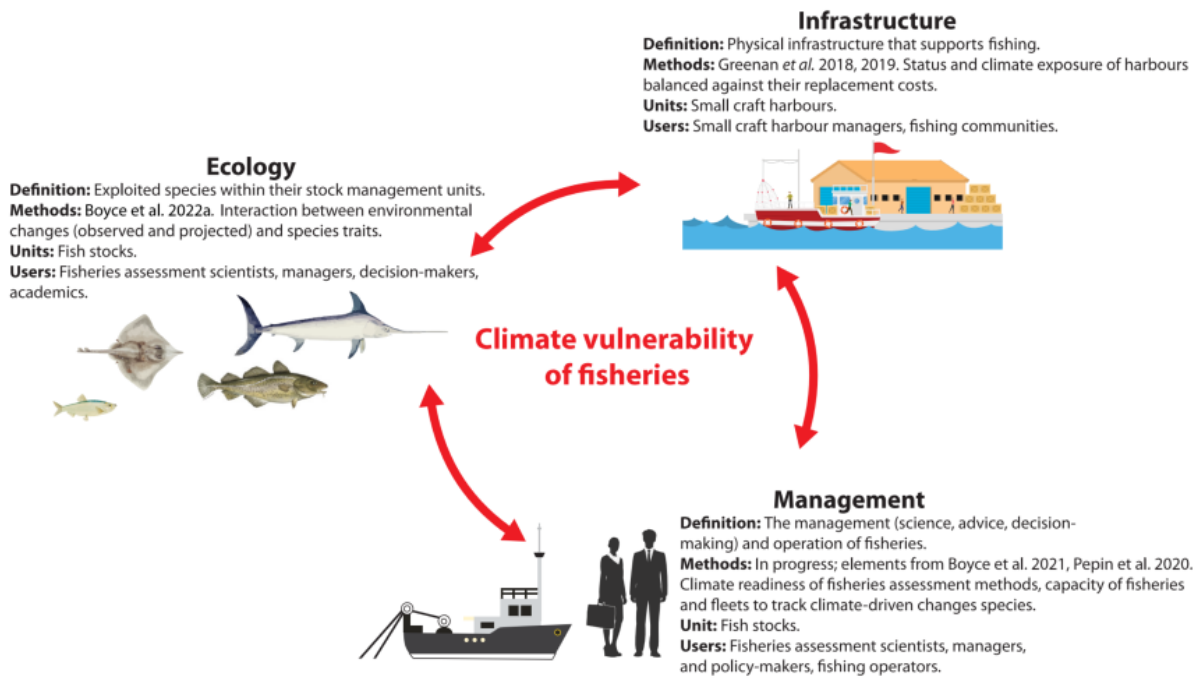 Infrastructure
Definition: Physical infrastructure that supports fishing.
Methods: Greenan et al. 2018, 2019. Status and climate exposure of harbours
balanced against their replacement costs.
Units: Small craft harbours.
Users: Small craft harbour managers, fishing communities.
Ecology
Definition: Exploited species within their stock management units.
Methods: Boyce et al. 2022a. Interaction between environmental
changes (observed and projected) and species traits.
Units: Fish stocks.
Users: Fisheries assessment scientists, managers, decision-makers,
academics.
Climate vulnerability
of fisheries
Management
Definition: The management (science, advice, decision-
making) and operation of fisheries.
Methods: In progress; elements from Boyce et al. 2021, Pepin et al. 2020.
Climate readiness of fisheries assessment methods, capacity of fisheries
and fleets to track climate-driven changes species.
Unit: Fish stocks.
Users: Fisheries assessment scientists, managers,
and policy-makers, fishing operators.